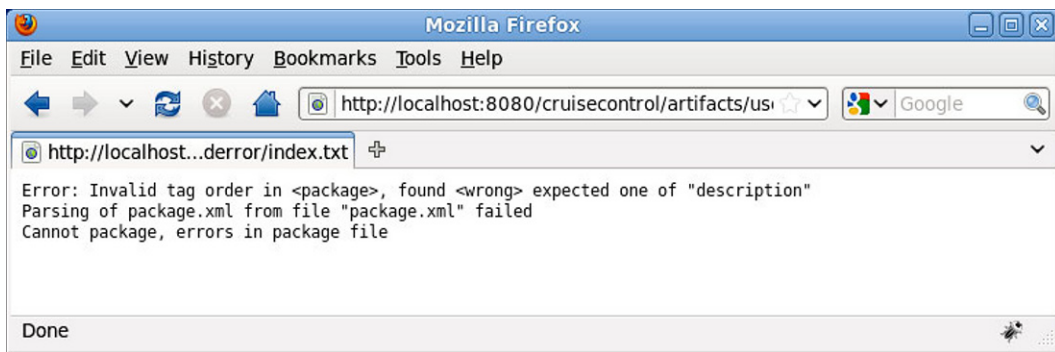 Mozilla Firefox
File Edit View History Bookmarks Tools Help
http://localhost:8080/cruisecontrol/artifacts/us Google
http://localhost...derror/index.txt
Error: Invalid tag order in <package>, found <wrong> expected one of "description"
Parsing of package.xml from file "package.xml" failed
Cannot package, errors in package file
Done